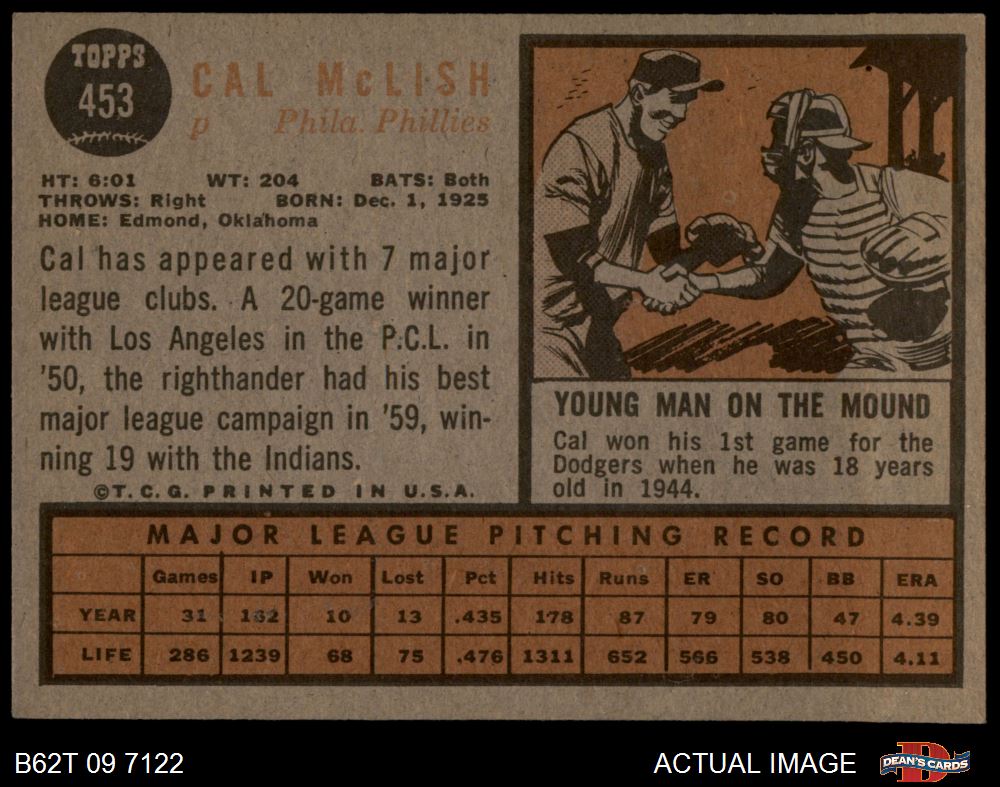 TOPPS
453
CAL McLISH
p Phila. Phillies
HT: 6:01 WT: 204 BATS: Both
THROWS: Right BORN: Dec. 1, 1925
HOME: Edmond, Oklahoma
Cal has appeared with 7 major
league clubs. A 20-game winner
with Los Angeles in the P.C.L. in
'50, the righthander had his best
major league campaign in '59, win-
ning 19 with the Indians.
©T.C.G. PRINTED IN U.S.A.
YOUNG MAN ON THE MOUND
Cal won his 1st game for the
Dodgers when he was 18 years
old in 1944.
MAJOR LEAGUE PITCHING RECORD
Games IP Won Lost Pct Hits Runs ER SO BB ERA
YEAR 31 162 10 13 .435 178 87 79 80 47 4.39
LIFE 286 1239 68 75 .476 1311 652 566 538 450 4.11
B62T 09 7122
ACTUAL IMAGE
DEAN'S CARDS